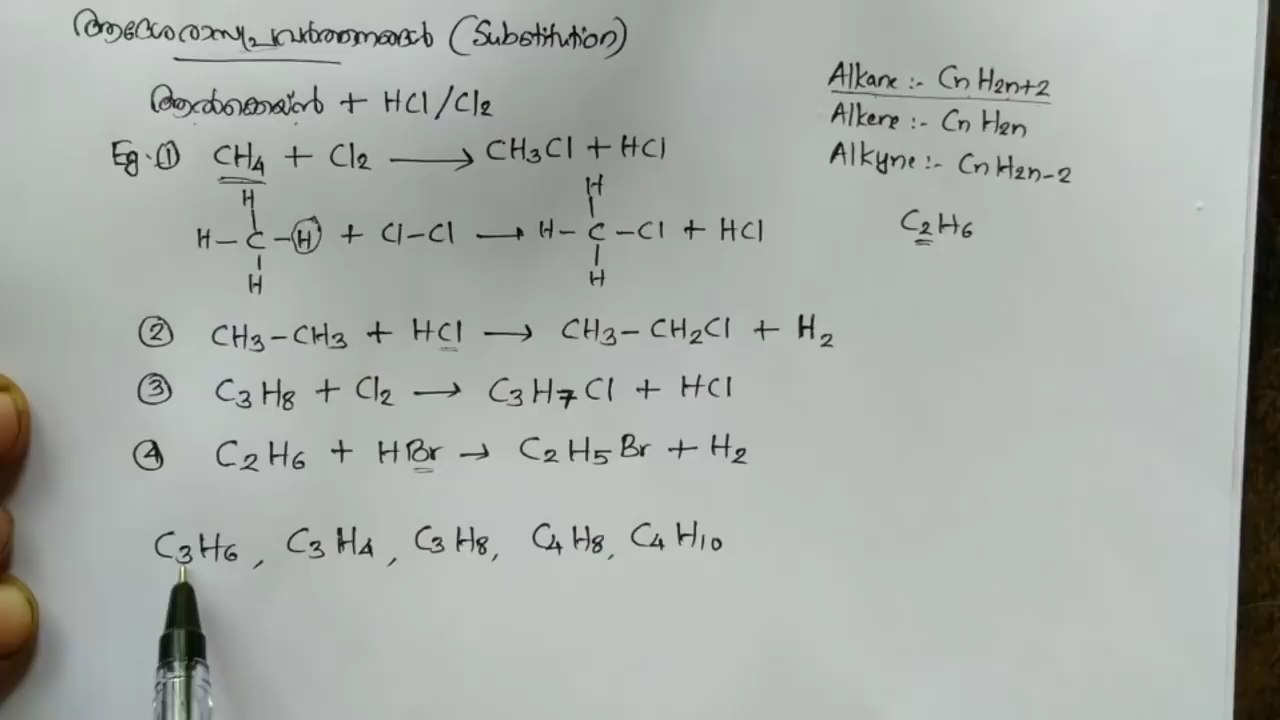 ആദേശരാസപ്രവർത്തനങ്ങൾ (Substitution)
ആൽക്കെയ്ൻ + HCl/Cl₂
Eg. ① CH₄ + Cl₂ ⟶ CH₃Cl + HCl
H H
H–C–H + Cl–Cl ⟶ H–C–Cl + HCl
H H
② CH₃–CH₃ + HCl ⟶ CH₃–CH₂Cl + H₂
③ C₃H₈ + Cl₂ ⟶ C₃H₇Cl + HCl
④ C₂H₆ + HBr → C₂H₅Br + H₂
C₃H₆, C₃H₄, C₃H₈, C₄H₈, C₄H₁₀
Alkane :- CnH2n+2
Alkene :- CnH2n
Alkyne :- CnH2n-2
C₂H₆